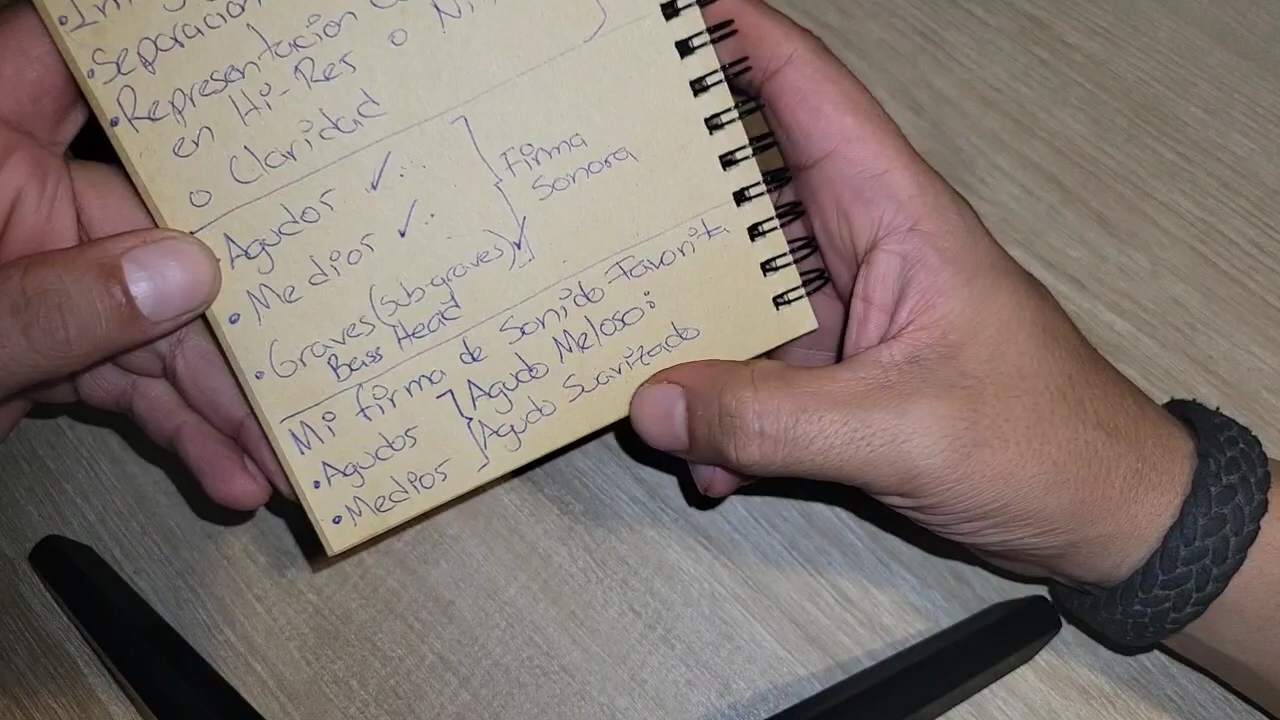 Separación
Representación
en Hi-Res o
o Claridad
Agudos ✓
• Medios ✓
• Graves (Sub-graves) ✓
Bass Head
Firma
Sonora
Mi firma de Sonido Favorit
• Agudos
• Medios
Agudo Meloso:
Agudo Suavizado